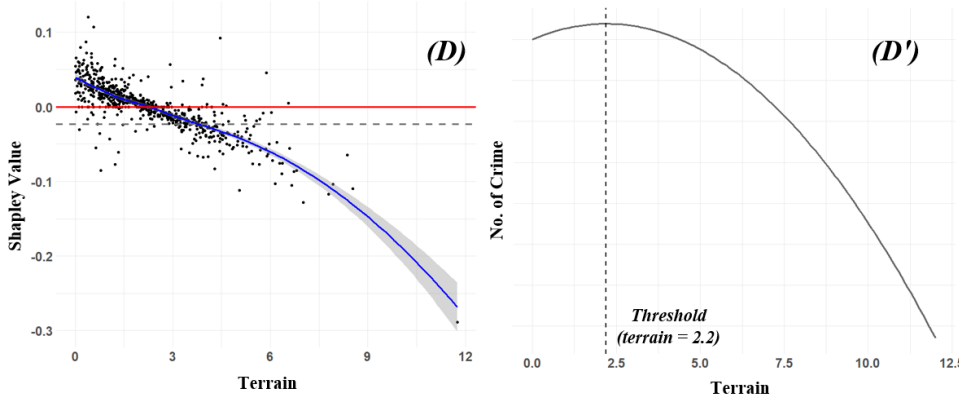 (D)
0.1
0.0
-0.1
-0.2
-0.3
Shapley Value
0 3 6 9 12
Terrain
(D')
No. of Crime
Threshold
(terrain = 2.2)
0.0 2.5 5.0 7.5 10.0 12.5
Terrain